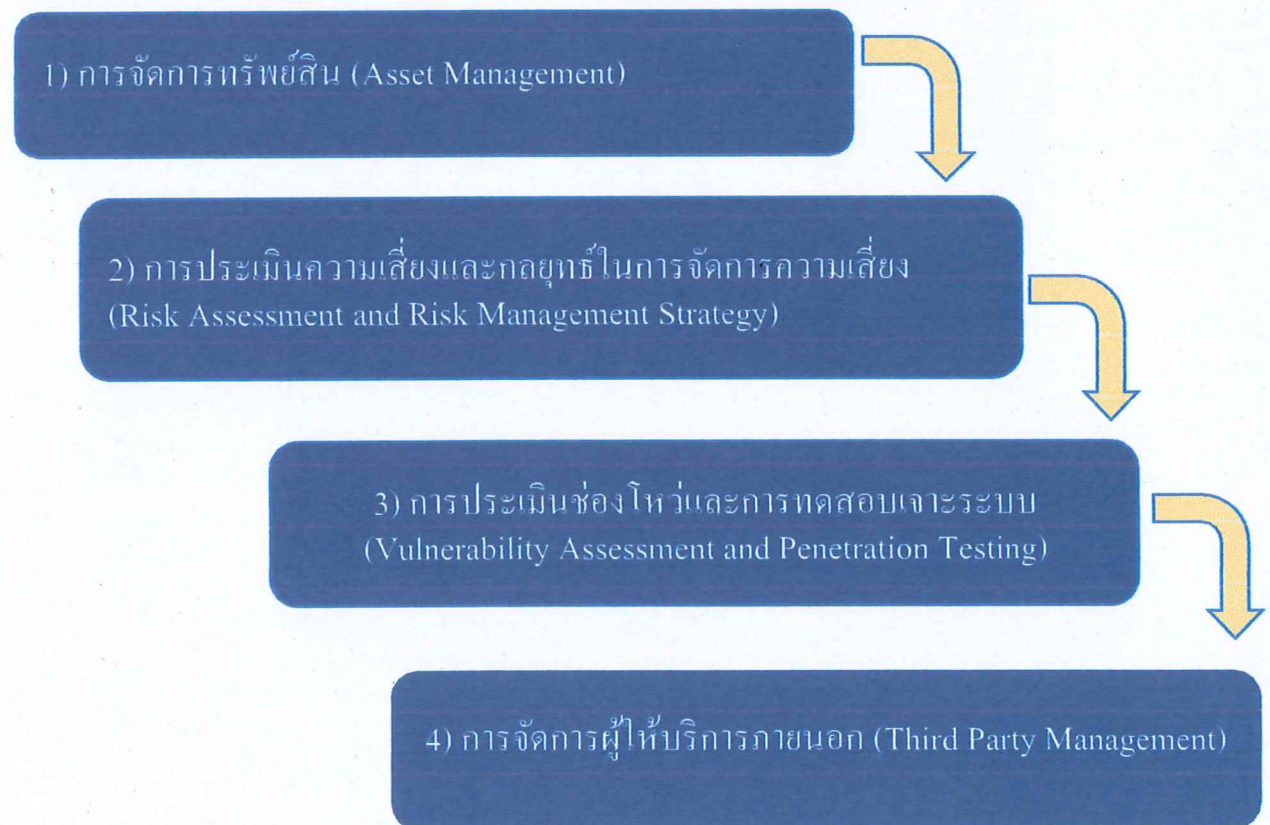 1) การจัดการทรัพย์สิน (Asset Management)
2) การประเมินความเสี่ยงและกลยุทธ์ในการจัดการความเสี่ยง
(Risk Assessment and Risk Management Strategy)
3) การประเมินช่องโหว่และการทดสอบเจาะระบบ
(Vulnerability Assessment and Penetration Testing)
4) การจัดการผู้ให้บริการภายนอก (Third Party Management)